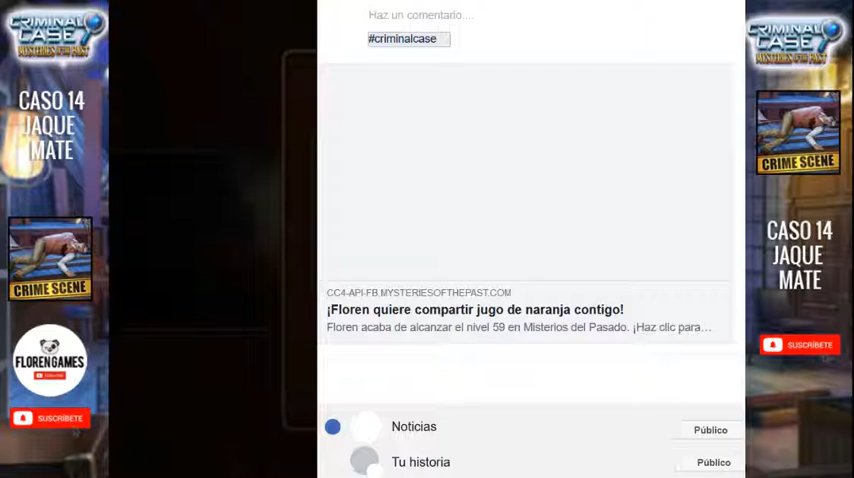 CRIMINAL
CASE
MYSTERIES OF THE PAST
CASO 14
JAQUE
MATE
CRIME SCENE
FLOREN GAMES
SUSCRÍBETE
Haz un comentario....
#criminalcase
CC4-API-FB.MYSTERIESOFTHEPAST.COM
¡Floren quiere compartir jugo de naranja contigo!
Floren acaba de alcanzar el nivel 59 en Misterios del Pasado. ¡Haz clic para…
Noticias
Público
Tu historia
Público
CRIMINAL
CASE
MYSTERIES OF THE PAST
CRIME SCENE
CASO 14
JAQUE
MATE
SUSCRÍBETE